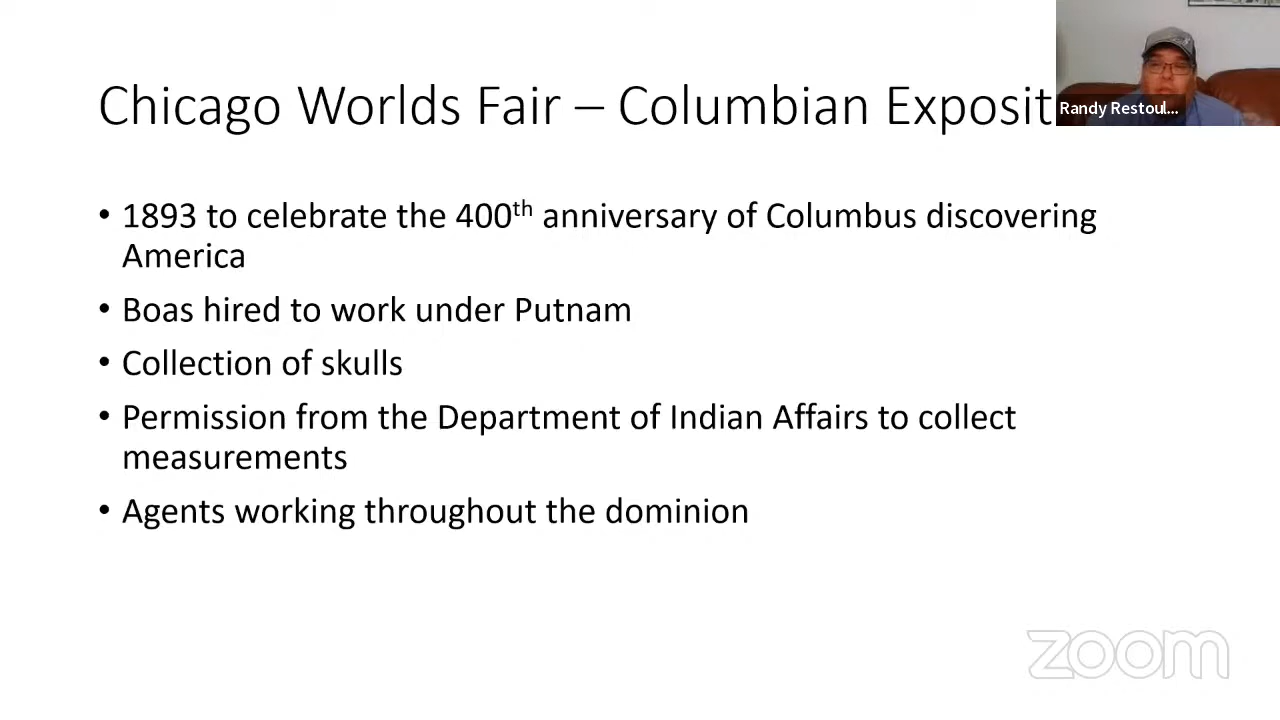 Chicago Worlds Fair – Columbian Exposit
Randy Restoul...
• 1893 to celebrate the 400th anniversary of Columbus discovering
America
• Boas hired to work under Putnam
• Collection of skulls
• Permission from the Department of Indian Affairs to collect
measurements
• Agents working throughout the dominion
zoom